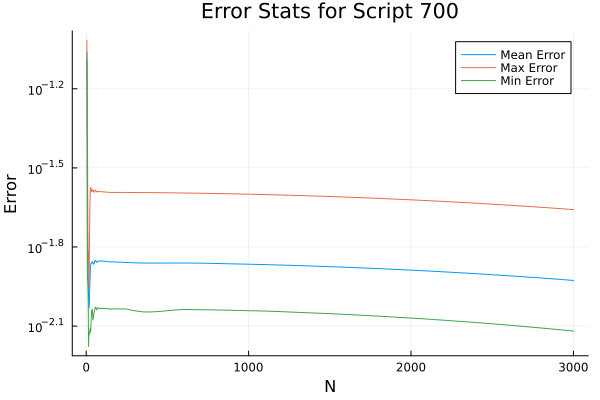 Error Stats for Script 700
Mean Error
Max Error
Min Error
Error
10^−1.2
10^−1.5
10^−1.8
10^−2.1
0
1000
2000
3000
N